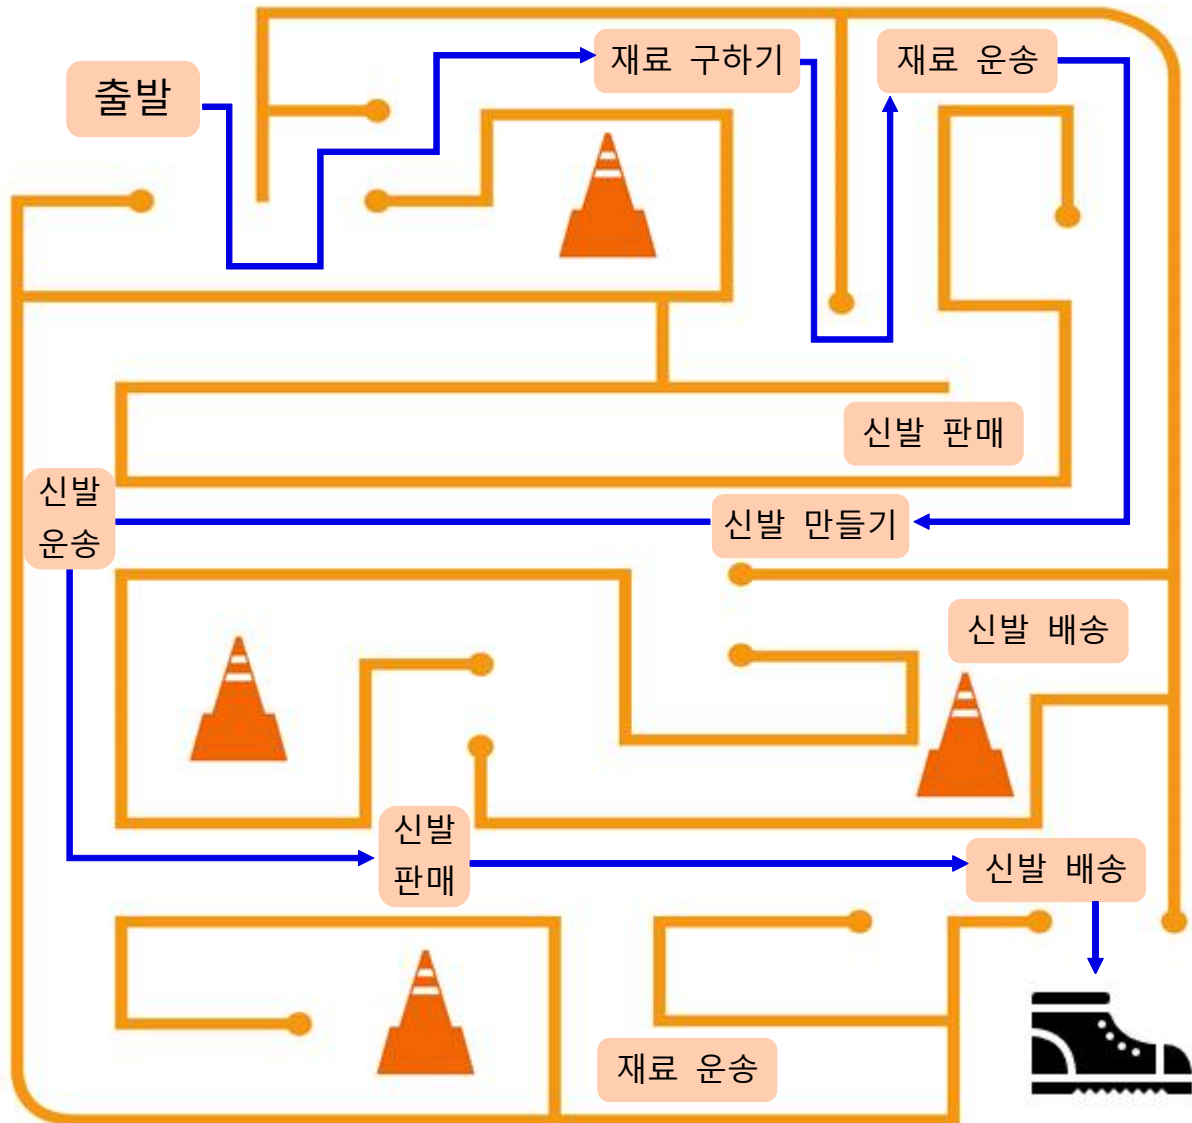 출발
재료 구하기
재료 운송
신발 판매
신발
운송
신발 만들기
신발 배송
신발
판매
신발 배송
재료 운송